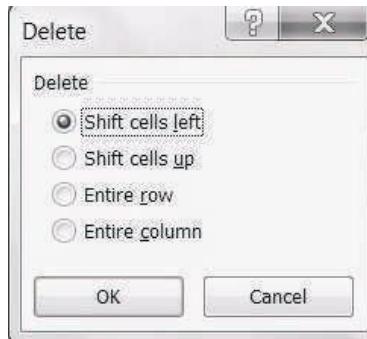 Delete
Delete
Shift cells left
Shift cells up
Entire row
Entire column
OK
Cancel